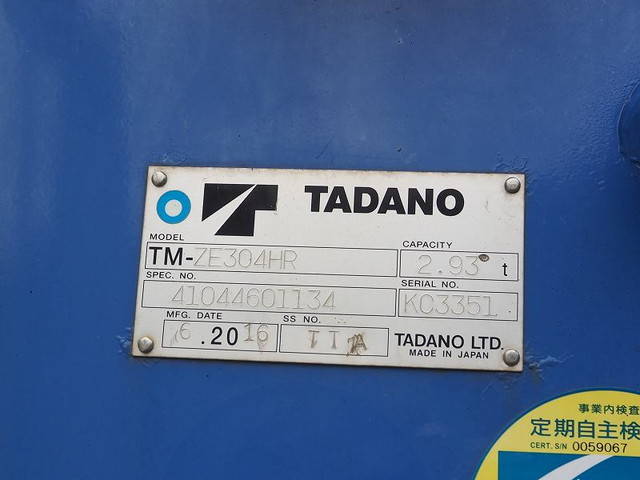 TADANO
MODEL
TM-ZE304HR
CAPACITY
2.93 t
SPEC. NO.
41044601134
SERIAL NO.
KC3351
MFG. DATE
6.2016
SS NO.
TTA
TADANO LTD.
MADE IN JAPAN
事業内検査
定期自主検
CERT. S/N 0059067